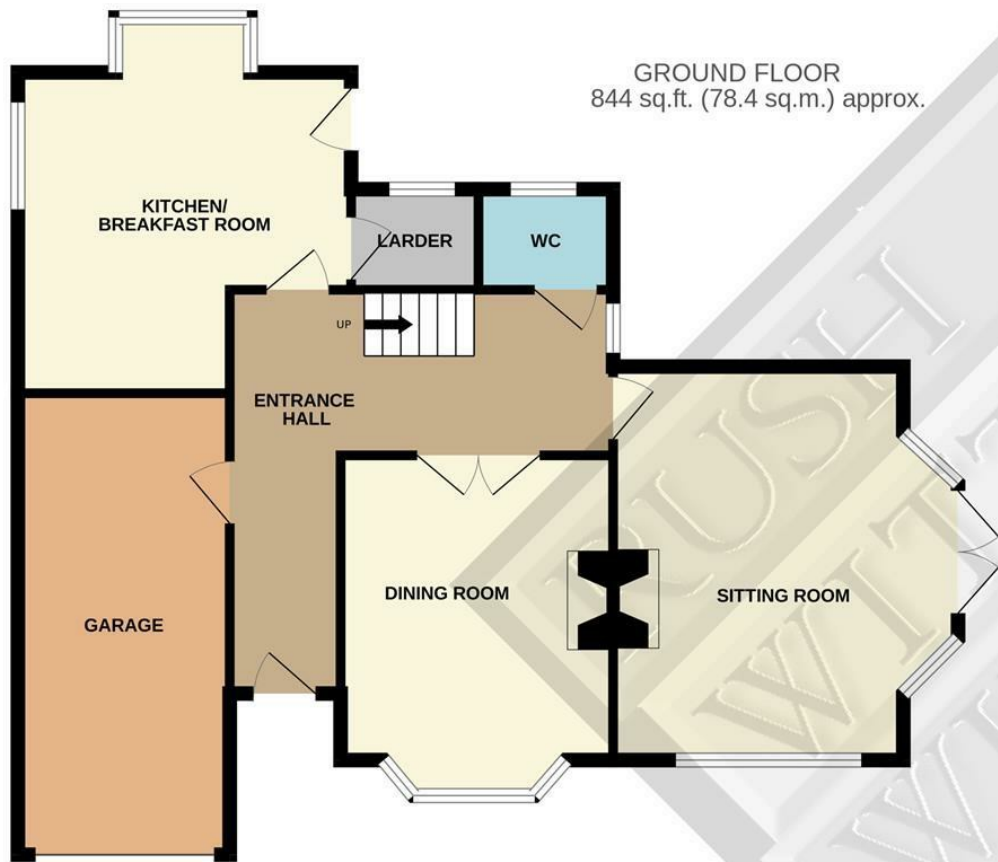 GROUND FLOOR
844 sq.ft. (78.4 sq.m.) approx.
KITCHEN/
BREAKFAST ROOM
LARDER
WC
UP
ENTRANCE
HALL
DINING ROOM
SITTING ROOM
GARAGE
RUSH